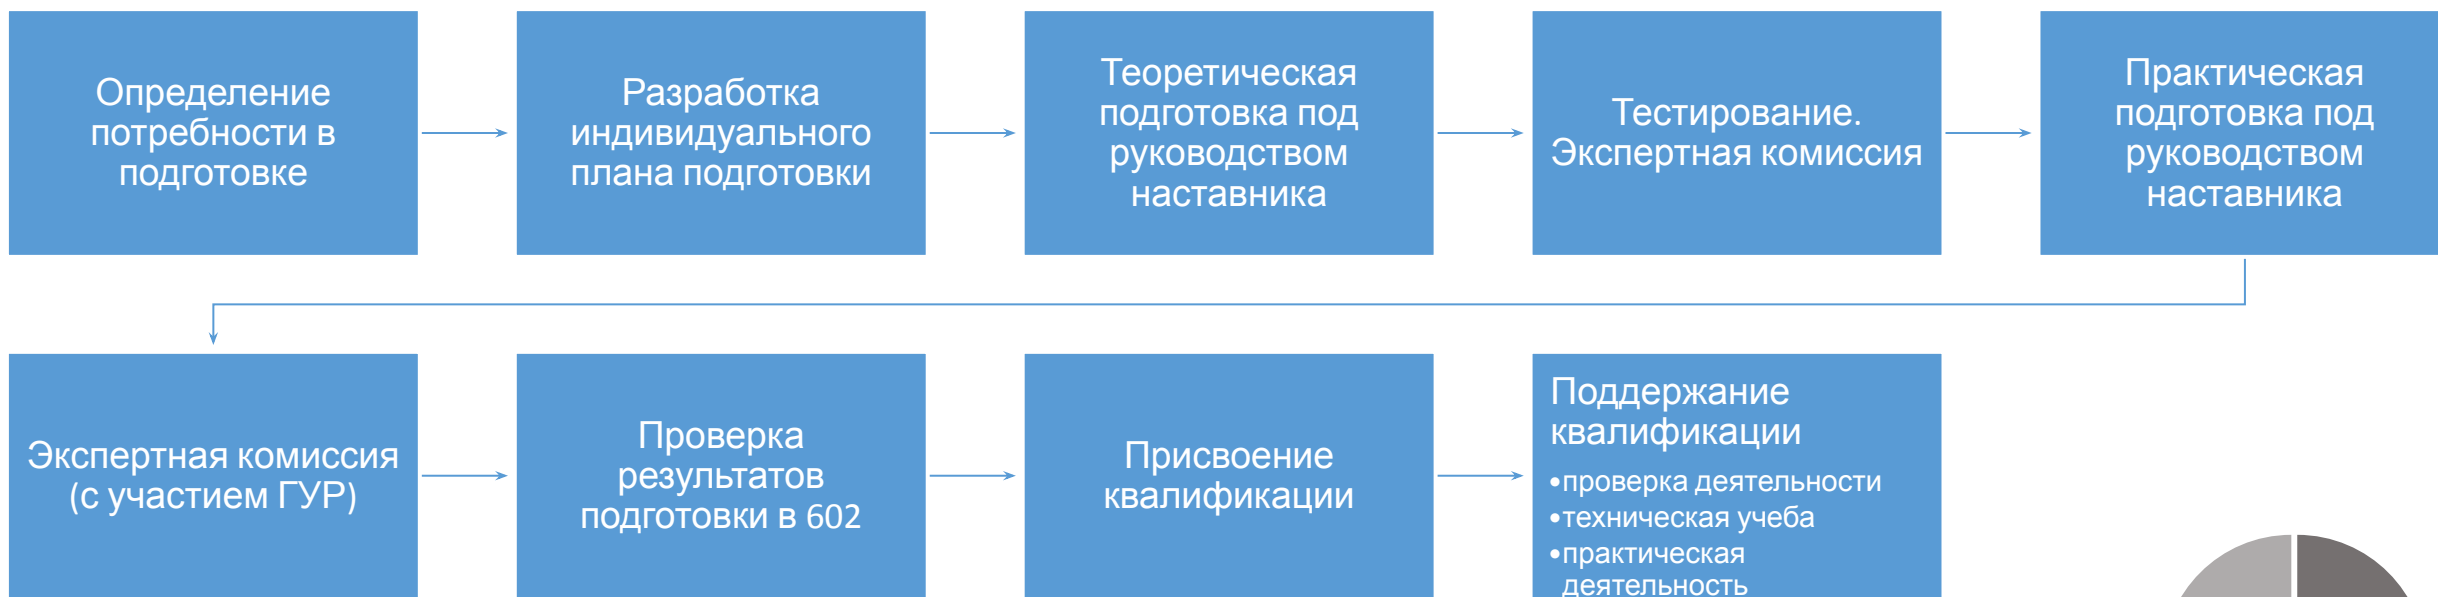 Определение
потребности в
подготовке
Разработка
индивидуального
плана подготовки
Теоретическая
подготовка под
руководством
наставника
Тестирование.
Экспертная комиссия
Практическая
подготовка под
руководством
наставника
Экспертная комиссия
(с участием ГУР)
Проверка
результатов
подготовки в 602
Присвоение
квалификации
Поддержание
квалификации
•проверка деятельности
•техническая учеба
•практическая
деятельность